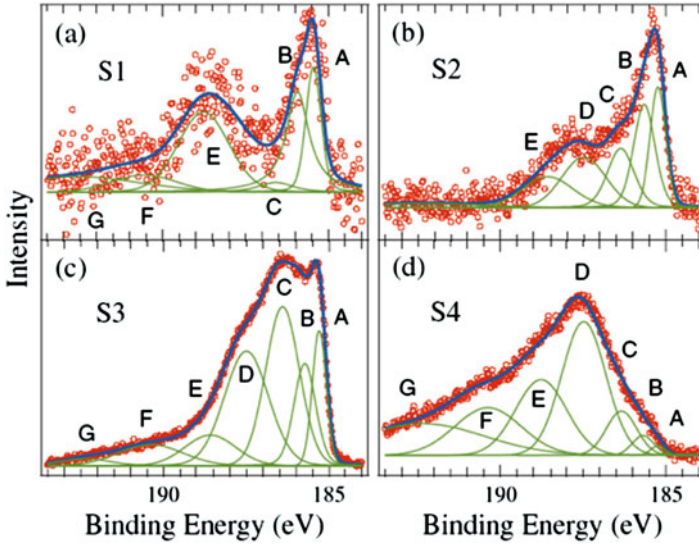 (a)
S1
B
A
E
G
F
C
(b)
S2
B
A
C
D
E
Intensity
(c)
S3
C
B
A
E
D
F
G
(d)
S4
D
C
B
A
G
F
E
190
185
190
185
Binding Energy (eV)
Binding Energy (eV)